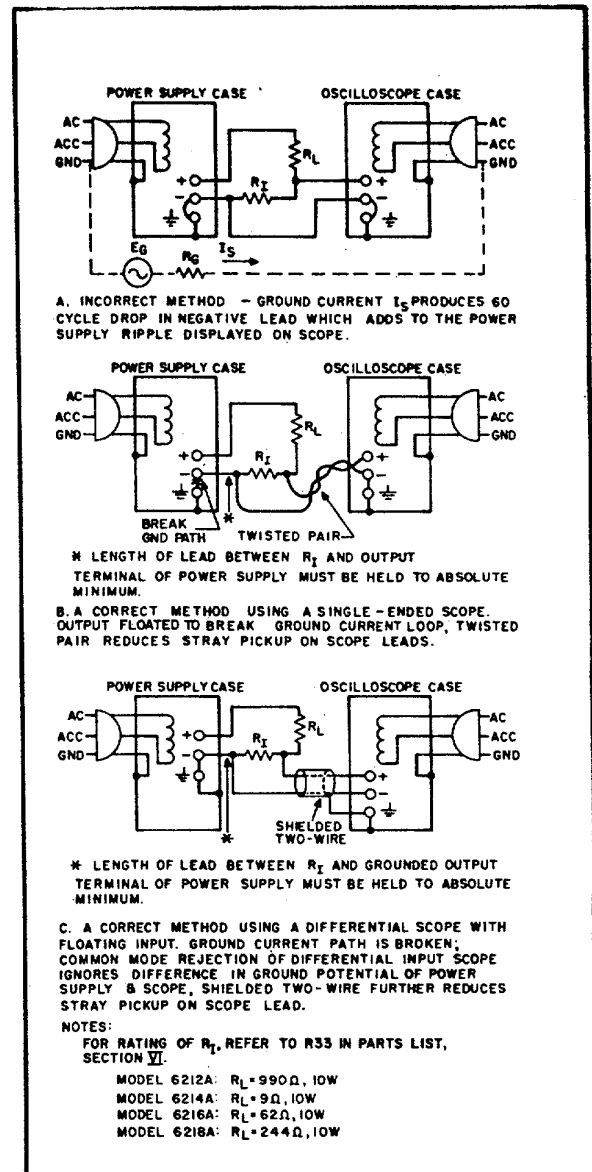 POWER SUPPLY CASE
OSCILLOSCOPE CASE
AC
ACC
GND
+
-
RI
RL
+
-
AC
ACC
GND
EG
RG
IS
A. INCORRECT METHOD - GROUND CURRENT IS PRODUCES 60
CYCLE DROP IN NEGATIVE LEAD WHICH ADDS TO THE POWER
SUPPLY RIPPLE DISPLAYED ON SCOPE.
POWER SUPPLY CASE
OSCILLOSCOPE CASE
AC
ACC
GND
+
-
RI
RL
+
-
AC
ACC
GND
BREAK
GND PATH
*
TWISTED PAIR
* LENGTH OF LEAD BETWEEN RI AND OUTPUT
TERMINAL OF POWER SUPPLY MUST BE HELD TO ABSOLUTE
MINIMUM.
B. A CORRECT METHOD USING A SINGLE-ENDED SCOPE.
OUTPUT FLOATED TO BREAK GROUND CURRENT LOOP, TWISTED
PAIR REDUCES STRAY PICKUP ON SCOPE LEADS.
POWER SUPPLY CASE
OSCILLOSCOPE CASE
AC
ACC
GND
+
-
RI
RL
+
-
AC
ACC
GND
*
SHIELDED
TWO-WIRE
* LENGTH OF LEAD BETWEEN RI AND GROUNDED OUTPUT
TERMINAL OF POWER SUPPLY MUST BE HELD TO ABSOLUTE
MINIMUM.
C. A CORRECT METHOD USING A DIFFERENTIAL SCOPE WITH
FLOATING INPUT. GROUND CURRENT PATH IS BROKEN;
COMMON MODE REJECTION OF DIFFERENTIAL INPUT SCOPE
IGNORES DIFFERENCE IN GROUND POTENTIAL OF POWER
SUPPLY & SCOPE, SHIELDED TWO-WIRE FURTHER REDUCES
STRAY PICKUP ON SCOPE LEAD.
NOTES:
FOR RATING OF RI, REFER TO R33 IN PARTS LIST,
SECTION VI.
MODEL 6212A: RL=990Ω, 10W
MODEL 6214A: RL=9Ω, 10W
MODEL 6216A: RL=62Ω, 10W
MODEL 6218A: RL=244Ω, 10W